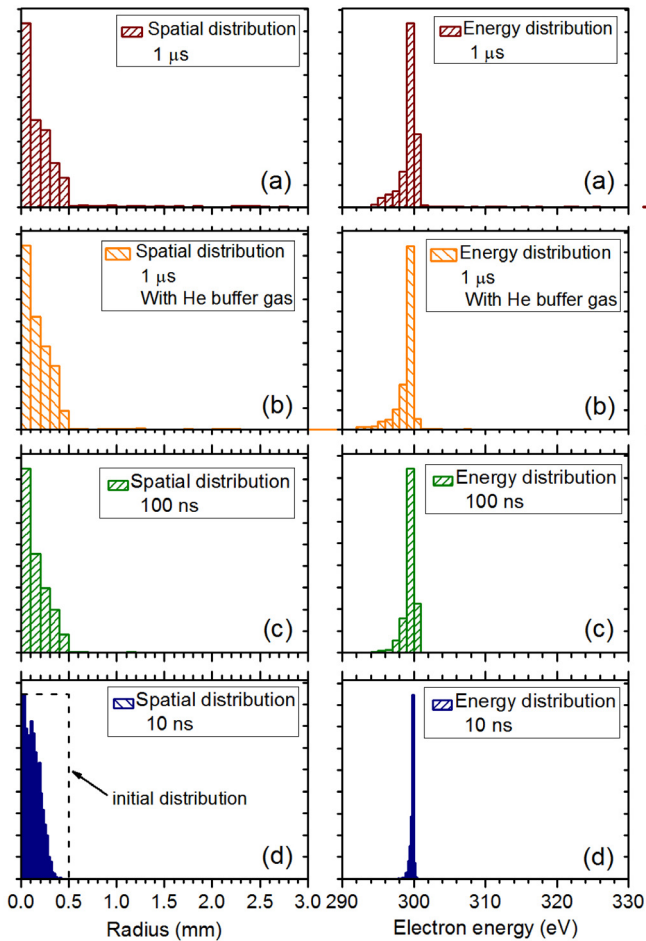 Spatial distribution
1 μs
(a)
Energy distribution
1 μs
(a)
Spatial distribution
1 μs
With He buffer gas
(b)
Energy distribution
1 μs
With He buffer gas
(b)
Spatial distribution
100 ns
(c)
Energy distribution
100 ns
(c)
Spatial distribution
10 ns
initial distribution
(d)
Energy distribution
10 ns
(d)
0.0 0.5 1.0 1.5 2.0 2.5 3.0
290 300 310 320 330
Radius (mm)
Electron energy (eV)